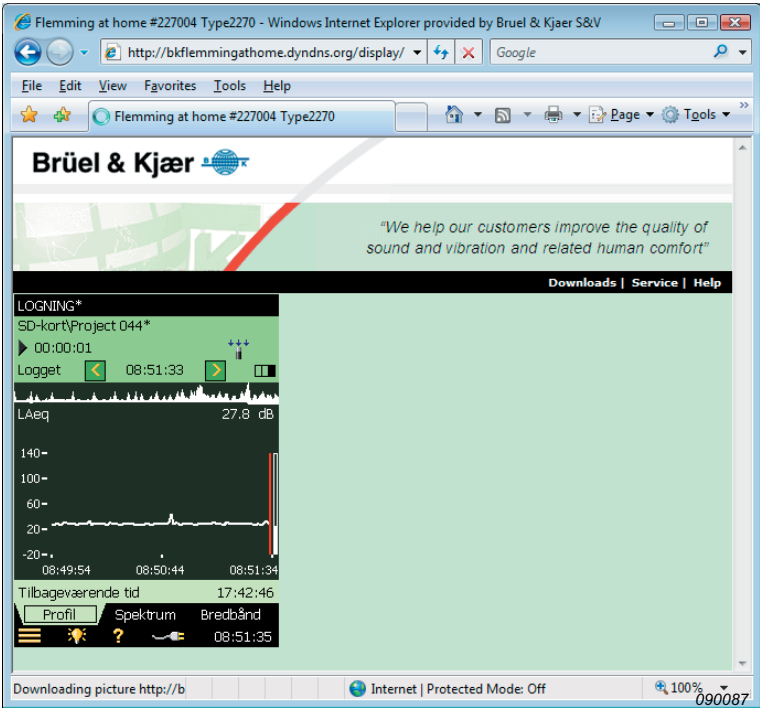 Flemming at home #227004 Type2270 - Windows Internet Explorer provided by Bruel & Kjaer S&V
http://bkflemmingathome.dyndns.org/display/
Google
File Edit View Favorites Tools Help
Flemming at home #227004 Type2270
Page Tools »
Brüel & Kjær B K
"We help our customers improve the quality of
sound and vibration and related human comfort"
Downloads | Service | Help
LOGNING*
SD-kort\Project 044*
00:00:01
Logget < 08:51:33 >
LAeq 27.8 dB
140-
100-
60-
20-
-20-
08:49:54 08:50:44 08:51:34
Tilbageværende tid 17:42:46
Profil Spektrum Bredbånd
? 08:51:35
Downloading picture http://b
Internet | Protected Mode: Off
100%
090087